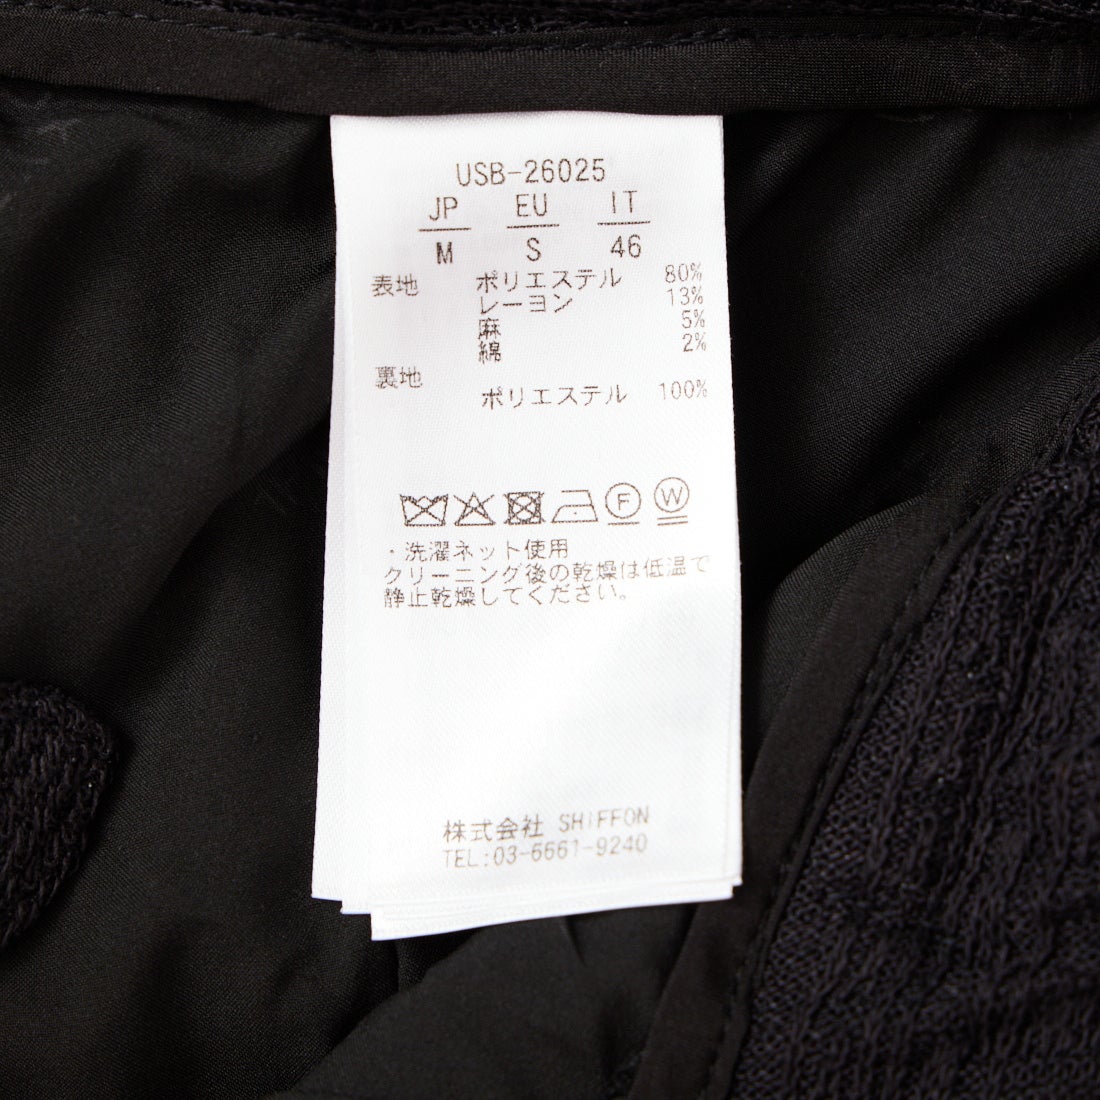 USB-26025
JP EU IT
M S 46
表地 ポリエステル 80%
レーヨン 13%
麻 5%
綿 2%
裏地
ポリエステル 100%
F W
・洗濯ネット使用
クリーニング後の乾燥は低温で
静止乾燥してください。
株式会社 SHIFFON
TEL:03-6661-9240